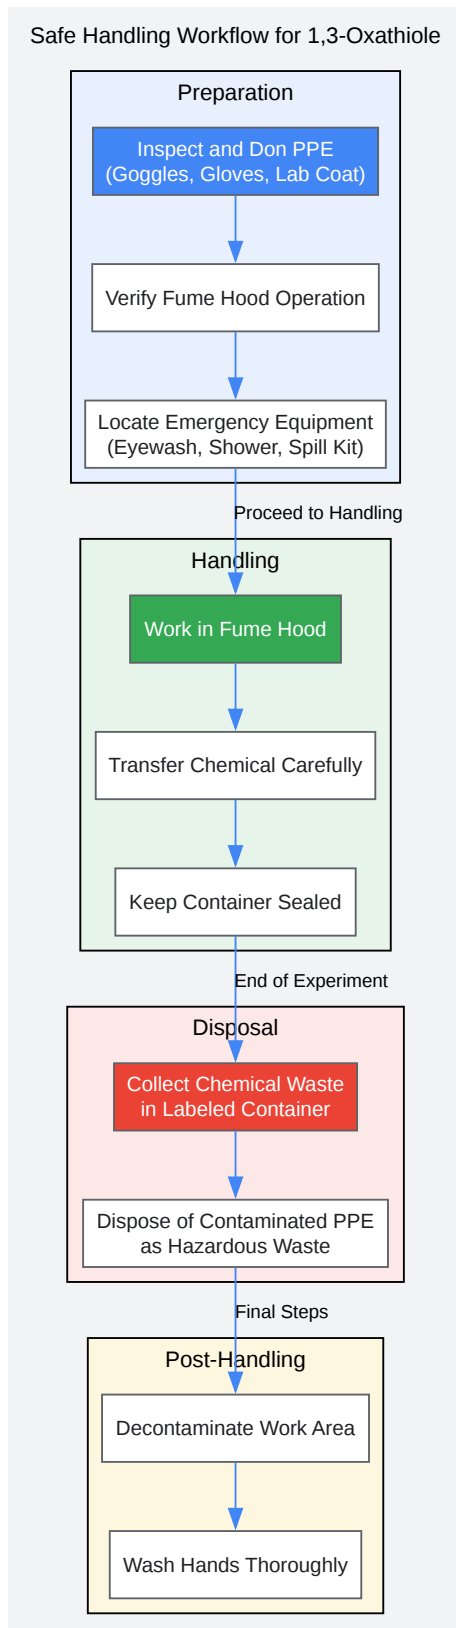 Safe Handling Workflow for 1,3-Oxathiole
Preparation
Inspect and Don PPE
(Goggles, Gloves, Lab Coat)
Verify Fume Hood Operation
Locate Emergency Equipment
(Eyewash, Shower, Spill Kit)
Proceed to Handling
Handling
Work in Fume Hood
Transfer Chemical Carefully
Keep Container Sealed
End of Experiment
Disposal
Collect Chemical Waste
in Labeled Container
Dispose of Contaminated PPE
as Hazardous Waste
Final Steps
Post-Handling
Decontaminate Work Area
Wash Hands Thoroughly